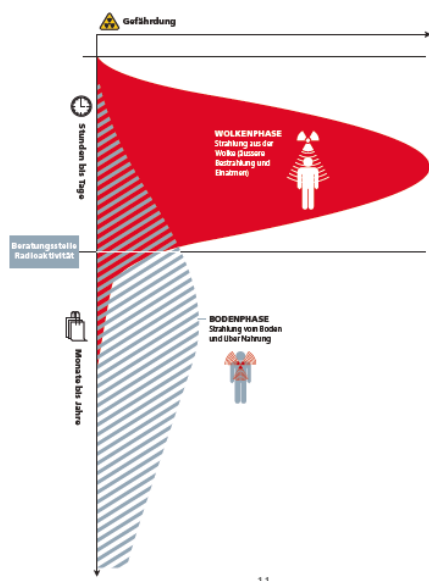 Gefährdung
Stunden bis Tage
WOLKENPHASE
Strahlung aus der
Wolke (äussere
Bestrahlung und
Einatmen)
Beratungsstelle
Radioaktivität
BODENPHASE
Strahlung vom Boden
und über Nahrung
Monate bis Jahre
11